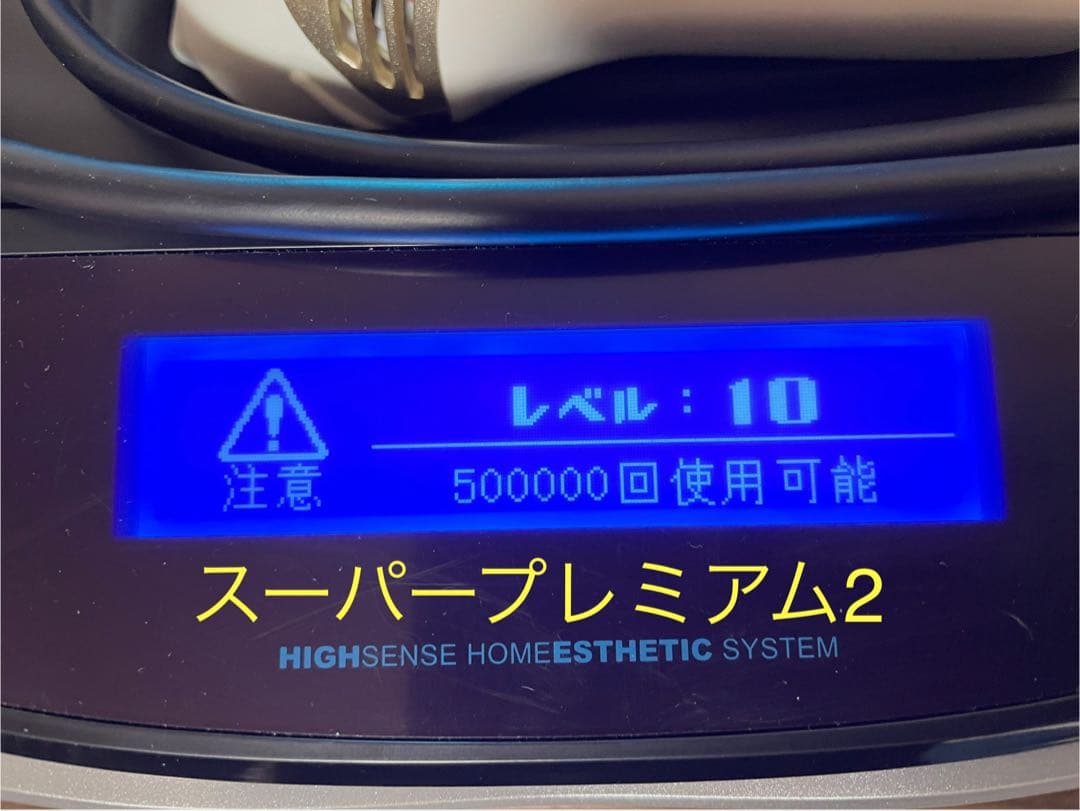 レベル：10
注意
500000回使用可能
スーパープレミアム2
HIGHSENSE HOMEESTHETIC SYSTEM